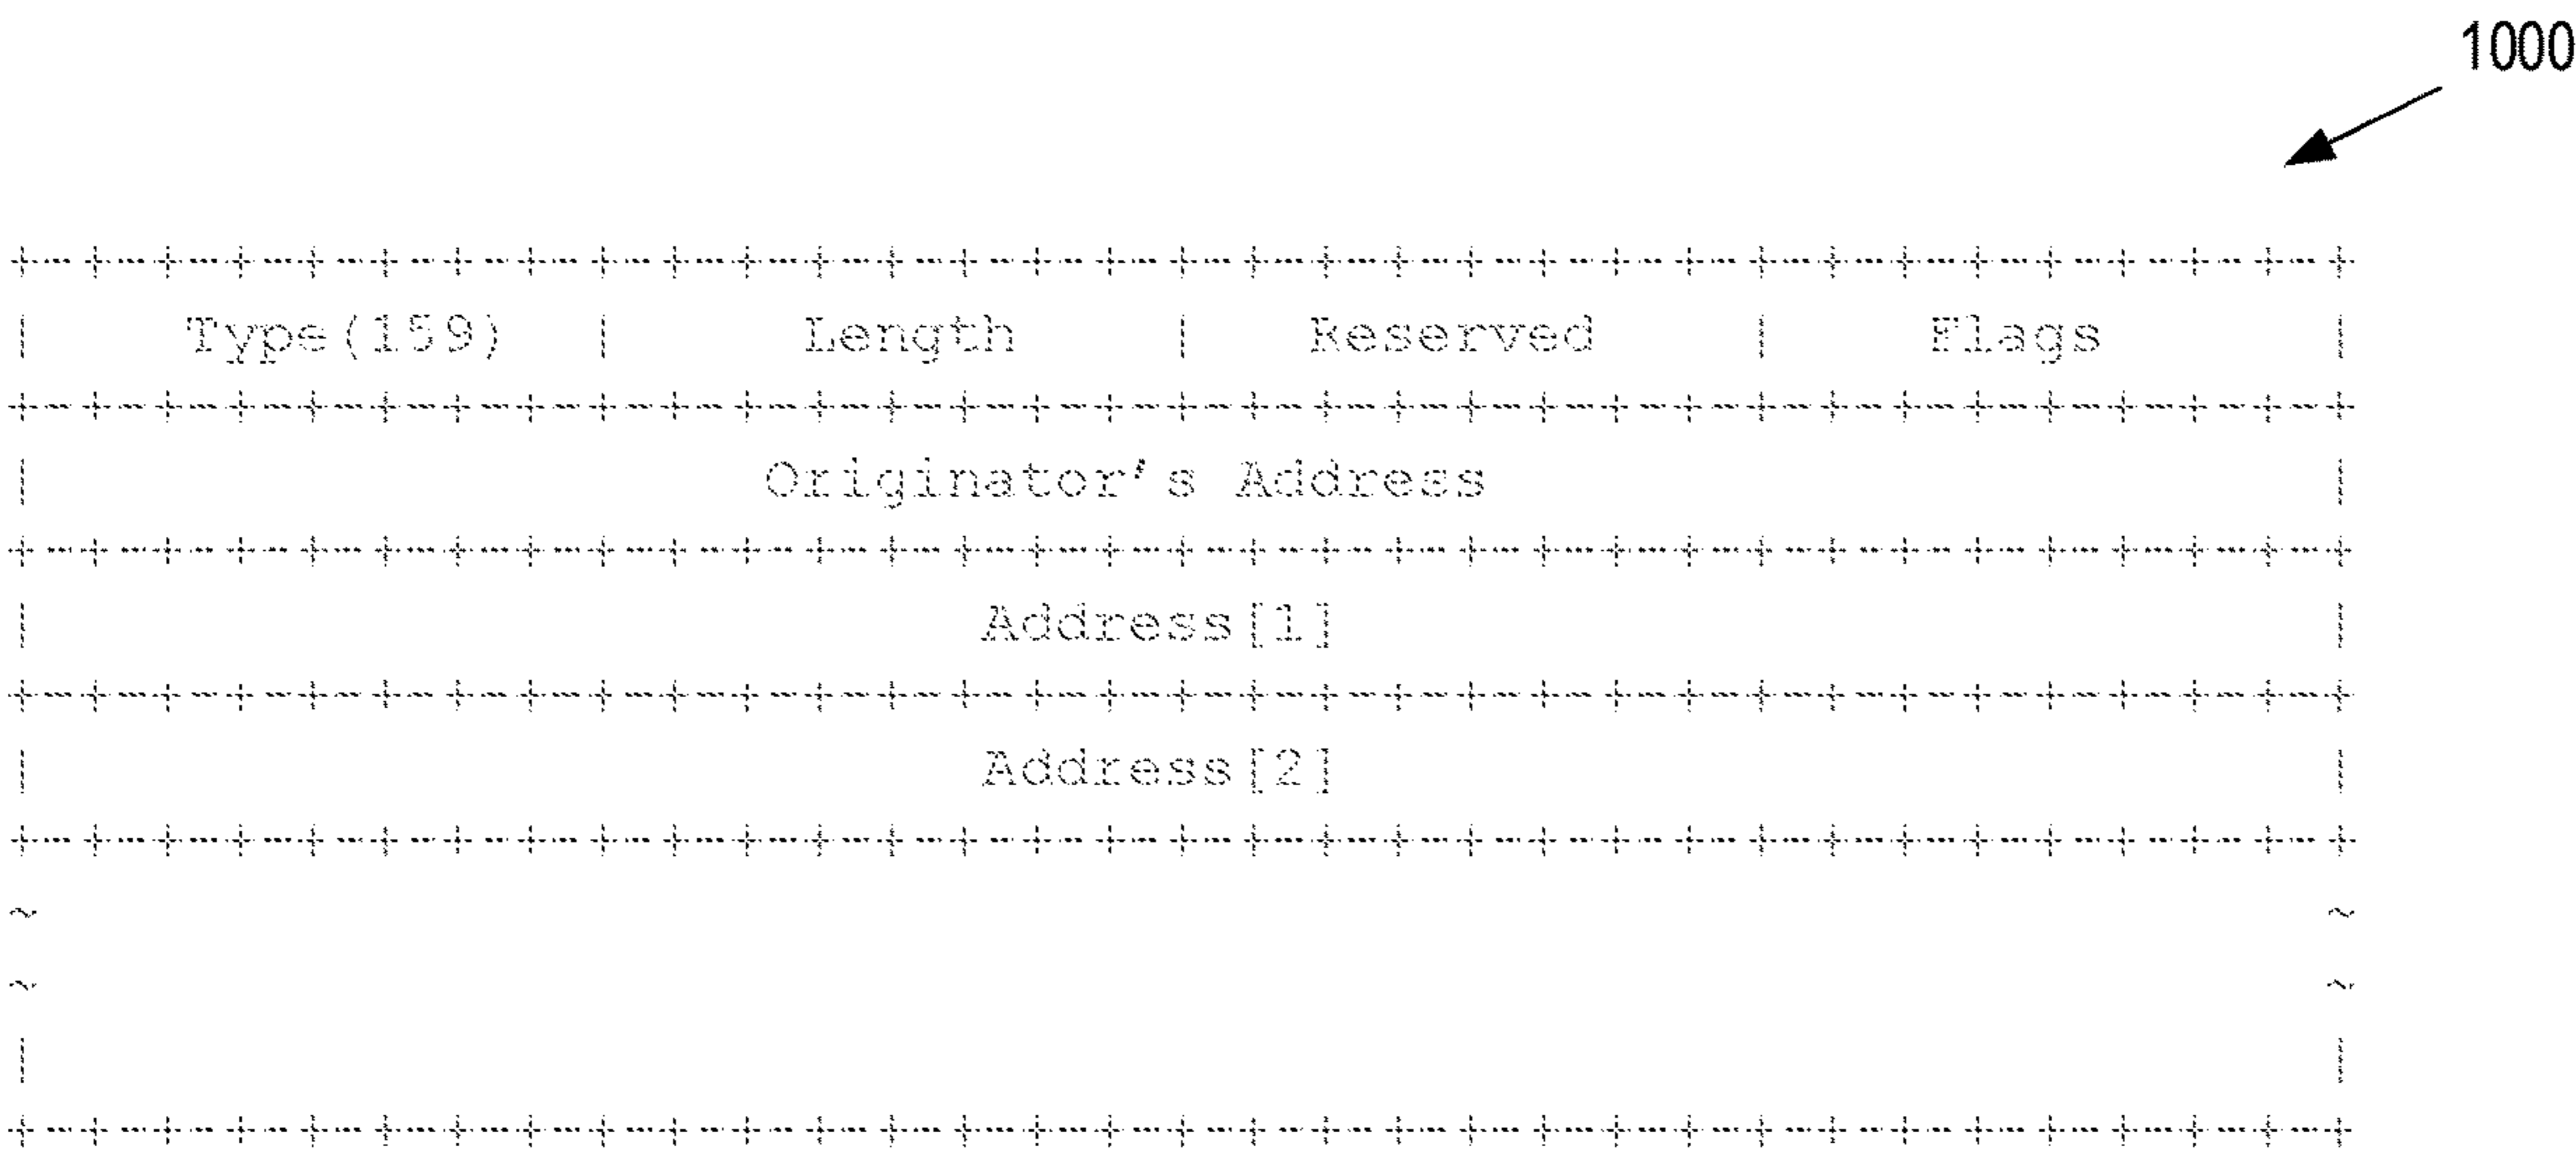 1000
+-+-+-+-+-+-+-+-+-+-+-+-+-+-+-+-+-+-+-+-+-+-+-+-+-+-+-+-+-+-+-+-+
| Type(159) | Length | Reserved | Flags |
+-+-+-+-+-+-+-+-+-+-+-+-+-+-+-+-+-+-+-+-+-+-+-+-+-+-+-+-+-+-+-+-+
| Originator's Address |
+-+-+-+-+-+-+-+-+-+-+-+-+-+-+-+-+-+-+-+-+-+-+-+-+-+-+-+-+-+-+-+-+
| Address[1] |
+-+-+-+-+-+-+-+-+-+-+-+-+-+-+-+-+-+-+-+-+-+-+-+-+-+-+-+-+-+-+-+-+
| Address[2] |
+-+-+-+-+-+-+-+-+-+-+-+-+-+-+-+-+-+-+-+-+-+-+-+-+-+-+-+-+-+-+-+-+
~ ~
~ ~
| |
+-+-+-+-+-+-+-+-+-+-+-+-+-+-+-+-+-+-+-+-+-+-+-+-+-+-+-+-+-+-+-+-+